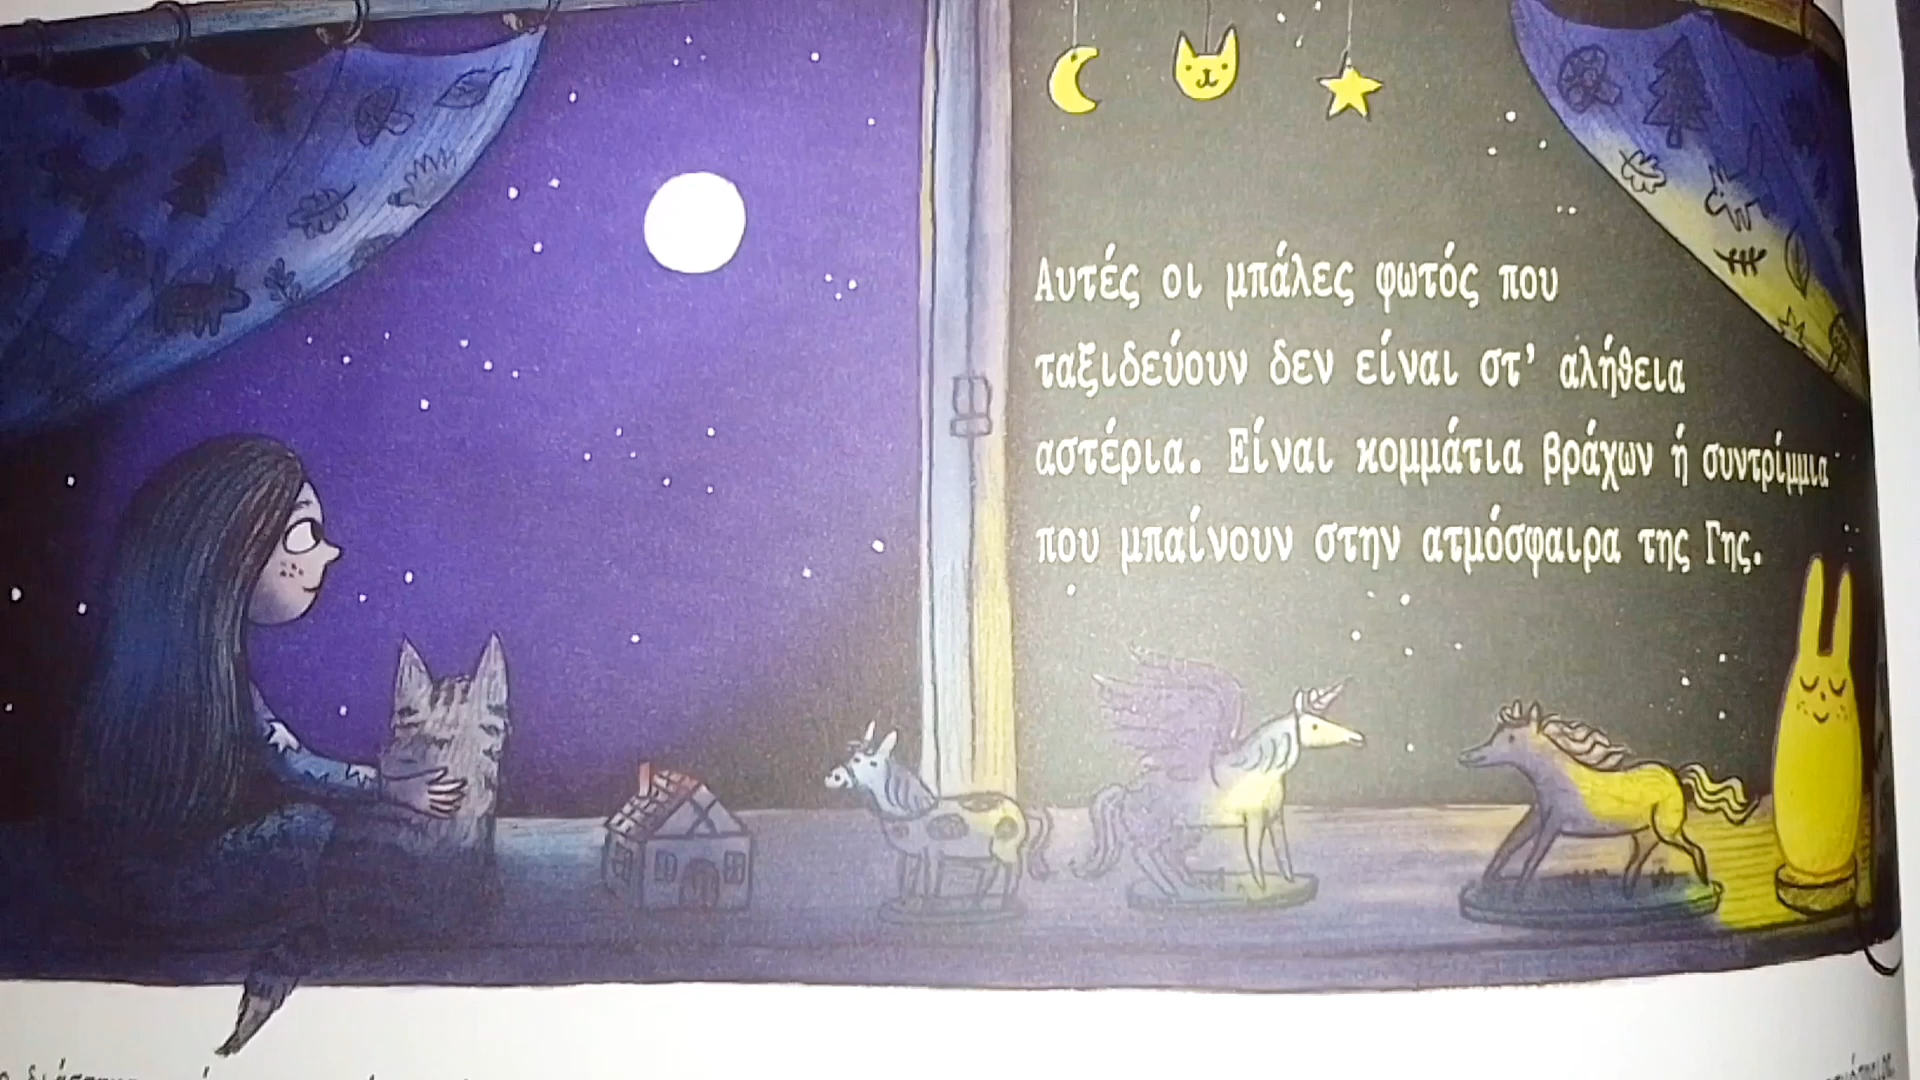 Αυτές οι μπάλες φωτός που
ταξιδεύουν δεν είναι στ' αλήθεια
αστέρια. Είναι κομμάτια βράχων ή συντρίμμια
που μπαίνουν στην ατμόσφαιρα της Γης.